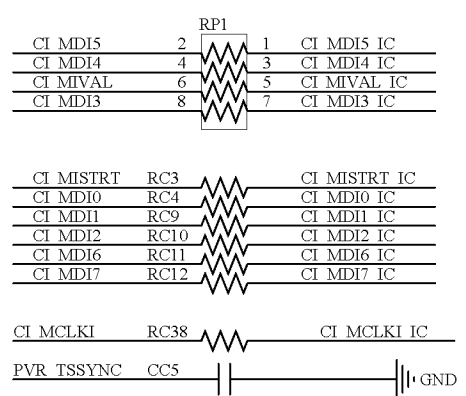 RP1
CI MDI5 2 1 CI MDI5 IC
CI MDI4 4 3 CI MDI4 IC
CI MIVAL 6 5 CI MIVAL IC
CI MDI3 8 7 CI MDI3 IC
CI MISTRT RC3 CI MISTRT IC
CI MDI0 RC4 CI MDI0 IC
CI MDI1 RC9 CI MDI1 IC
CI MDI2 RC10 CI MDI2 IC
CI MDI6 RC11 CI MDI6 IC
CI MDI7 RC12 CI MDI7 IC
CI MCLKI RC38 CI MCLKI IC
PVR TSSYNC CC5 GND